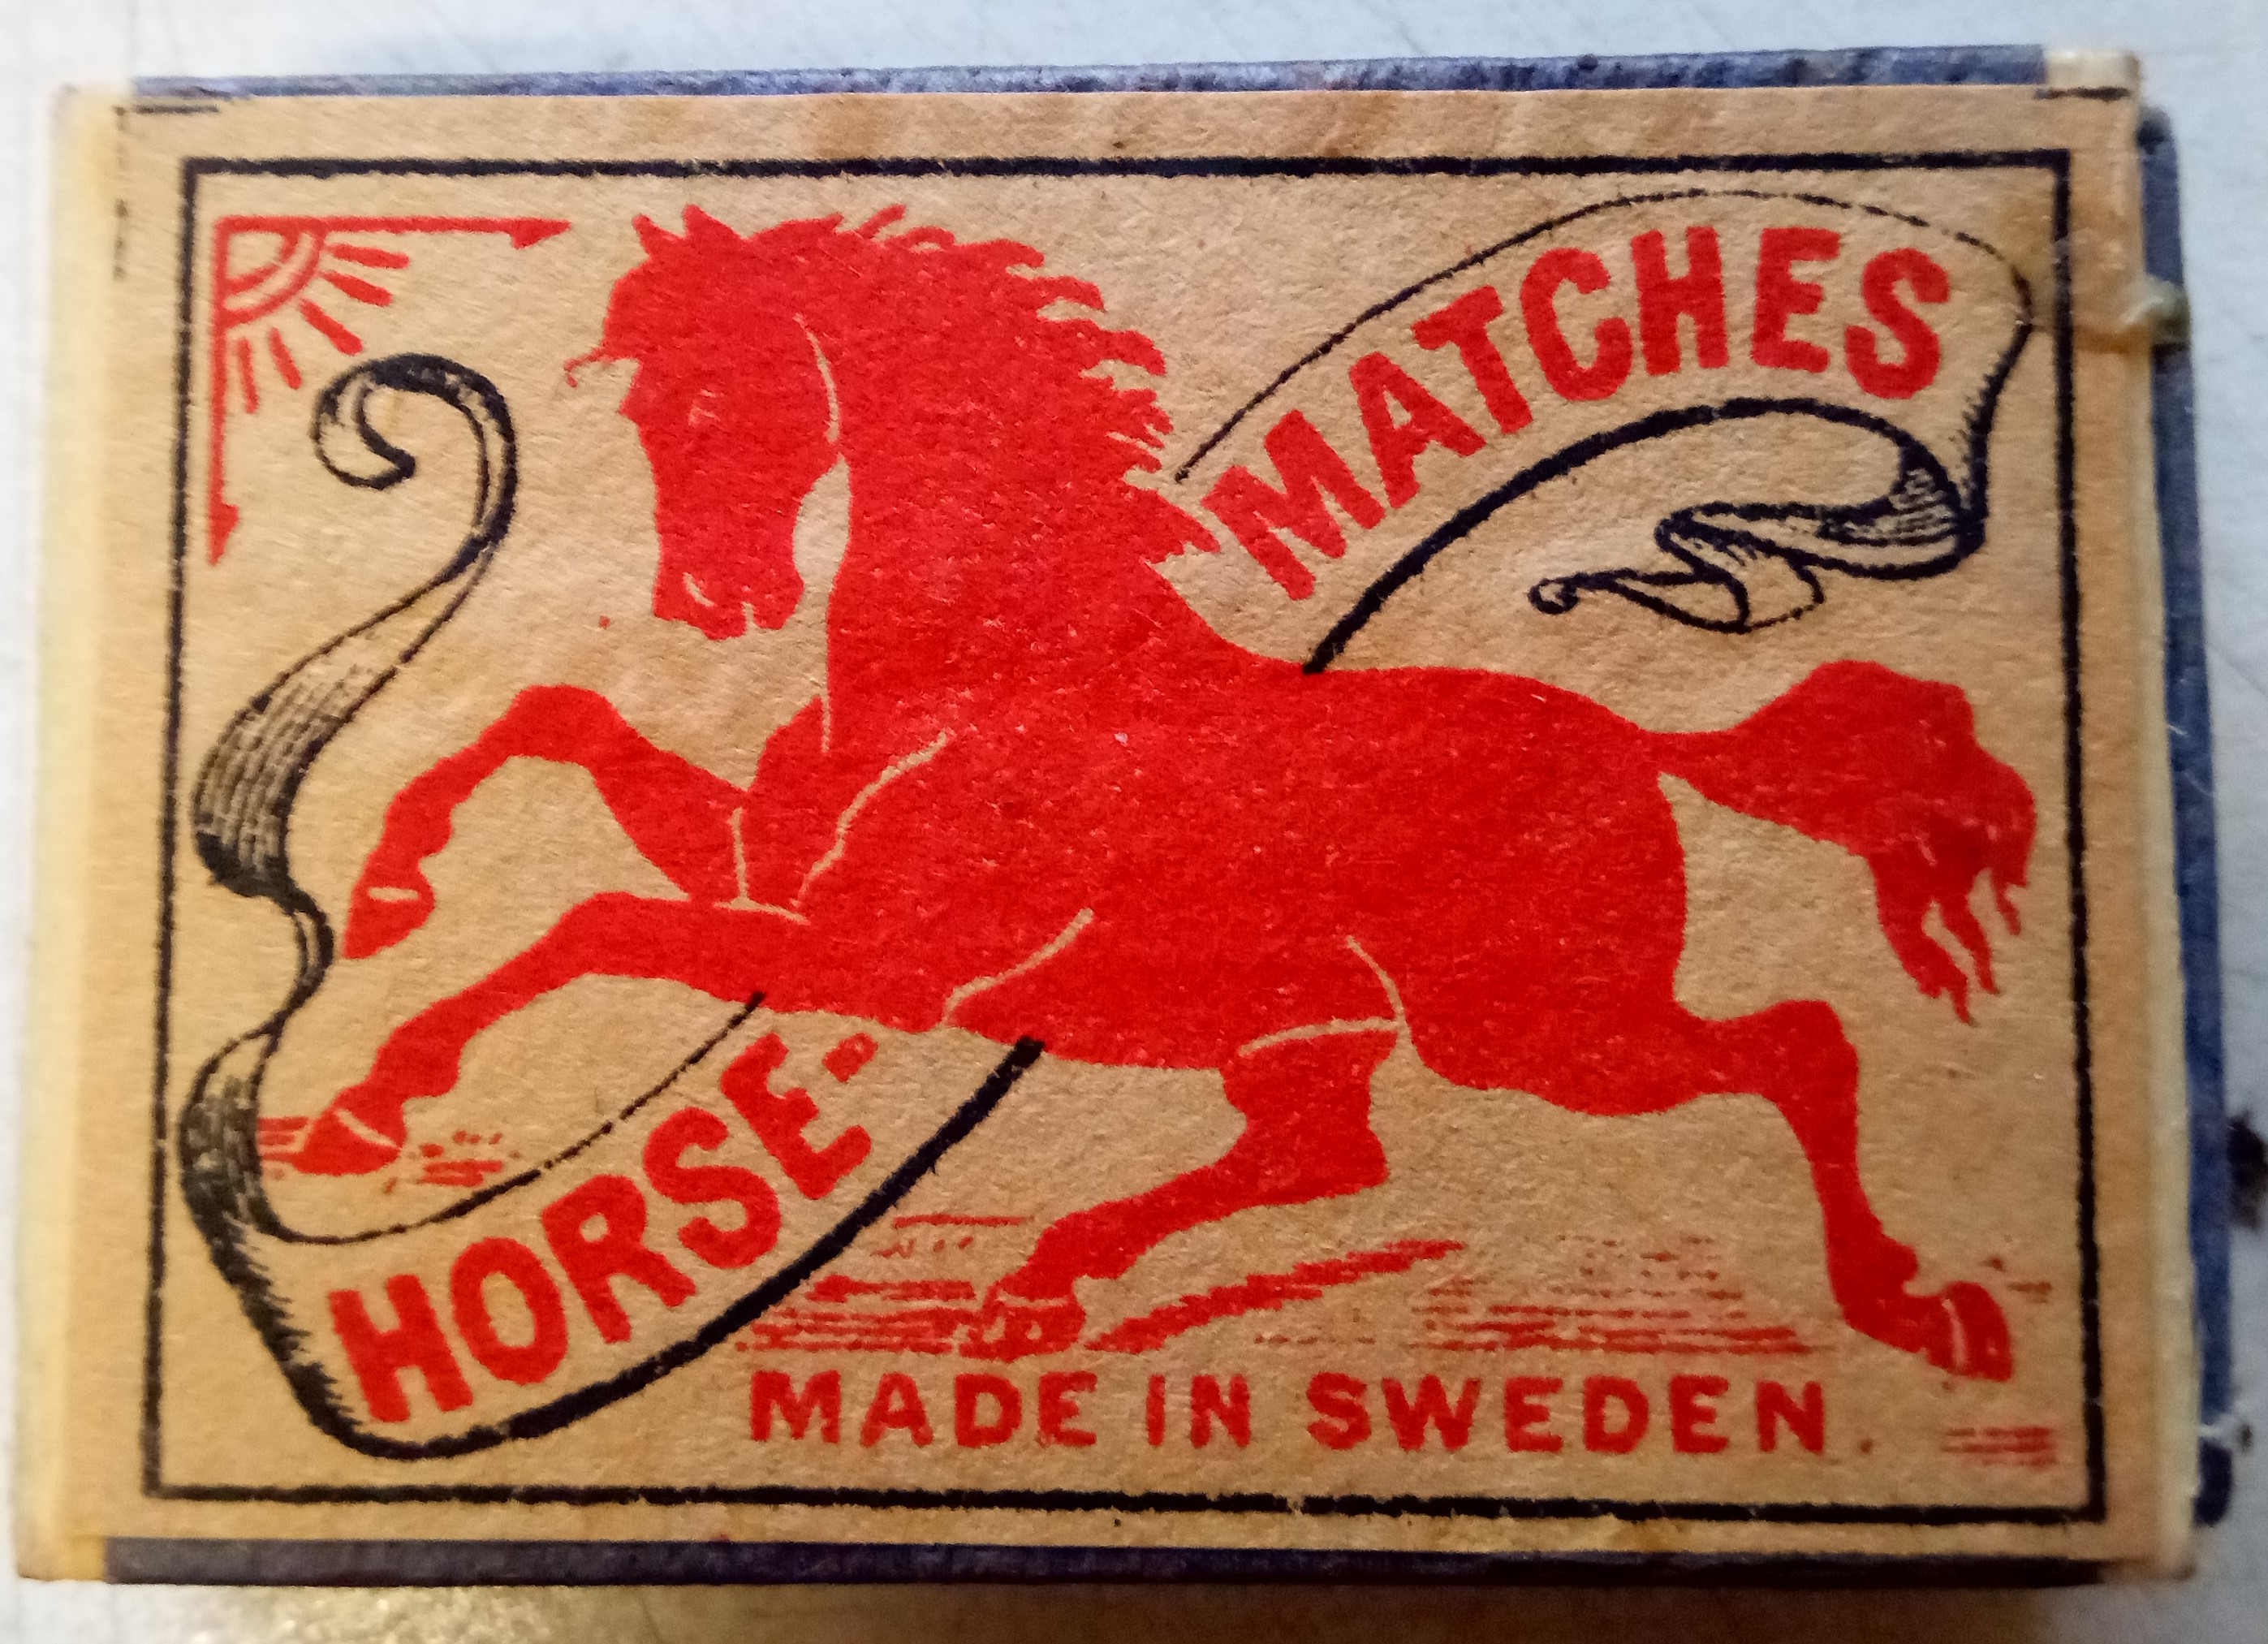 HORSE-
MATCHES
MADE IN SWEDEN.